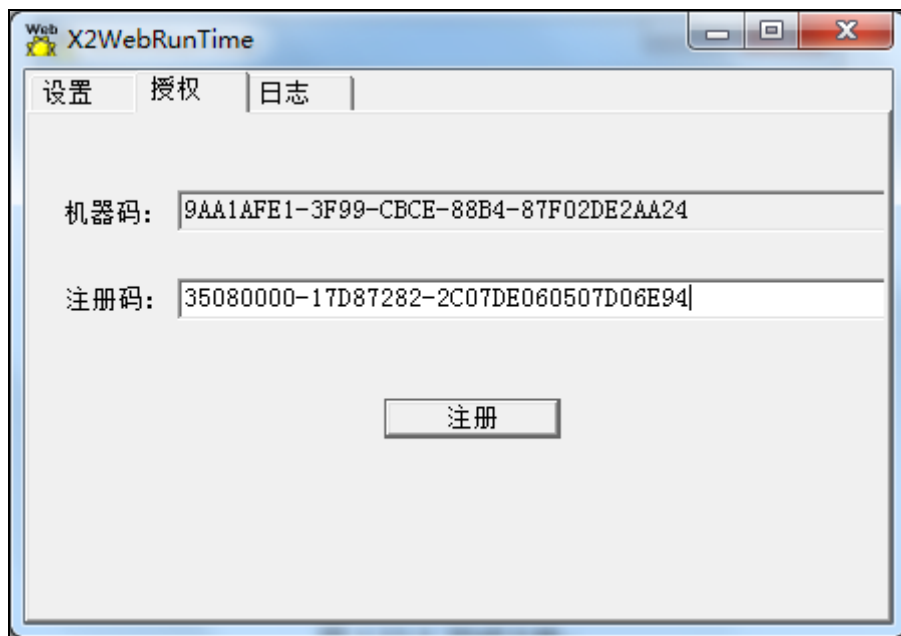 Web
X2WebRunTime
设置 授权 日志
机器码： 9AA1AFE1-3F99-CBCE-88B4-87F02DE2AA24
注册码： 35080000-17D87282-2C07DE060507D06E94
注册